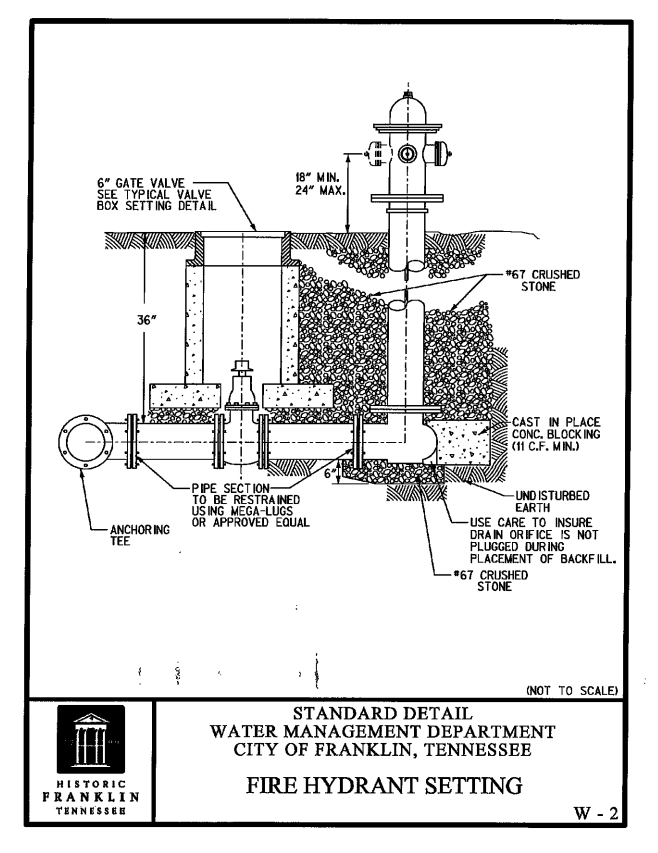 6" GATE VALVE
SEE TYPICAL VALVE
BOX SETTING DETAIL
18" MIN.
24" MAX.
#67 CRUSHED
STONE
36"
CAST IN PLACE
CONC. BLOCKING
(11 C.F. MIN.)
6"
PIPE SECTION
TO BE RESTRAINED
USING MEGA-LUGS
OR APPROVED EQUAL
UNDISTURBED
EARTH
ANCHORING
TEE
USE CARE TO INSURE
DRAIN ORIFICE IS NOT
PLUGGED DURING
PLACEMENT OF BACKFILL.
#67 CRUSHED
STONE
(NOT TO SCALE)
HISTORIC
FRANKLIN
TENNESSEE
STANDARD DETAIL
WATER MANAGEMENT DEPARTMENT
CITY OF FRANKLIN, TENNESSEE
FIRE HYDRANT SETTING
W - 2